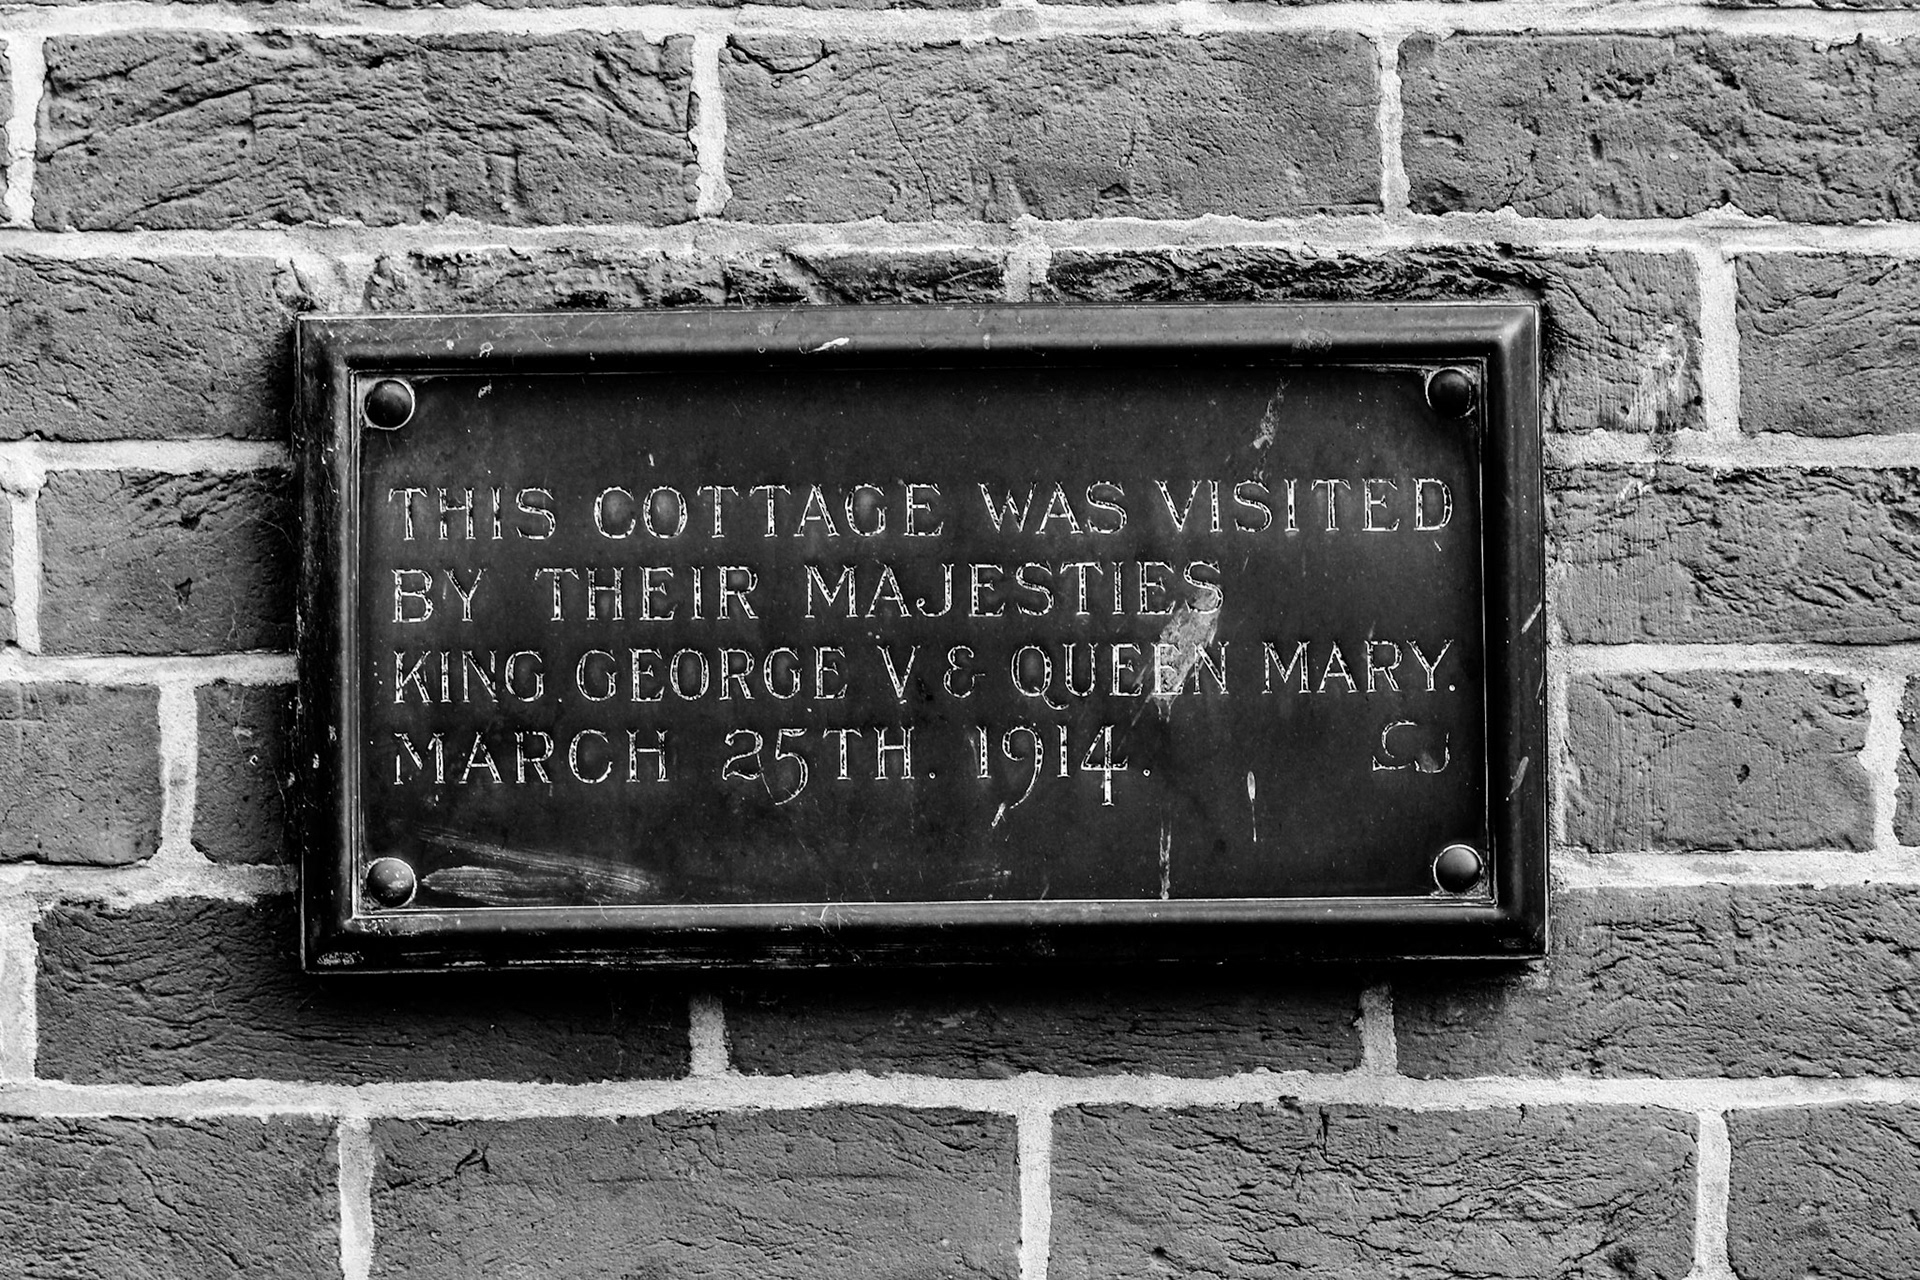 THIS COTTAGE WAS VISITED
BY THEIR MAJESTIES
KING GEORGE V & QUEEN MARY.
MARCH 25TH. 1914.